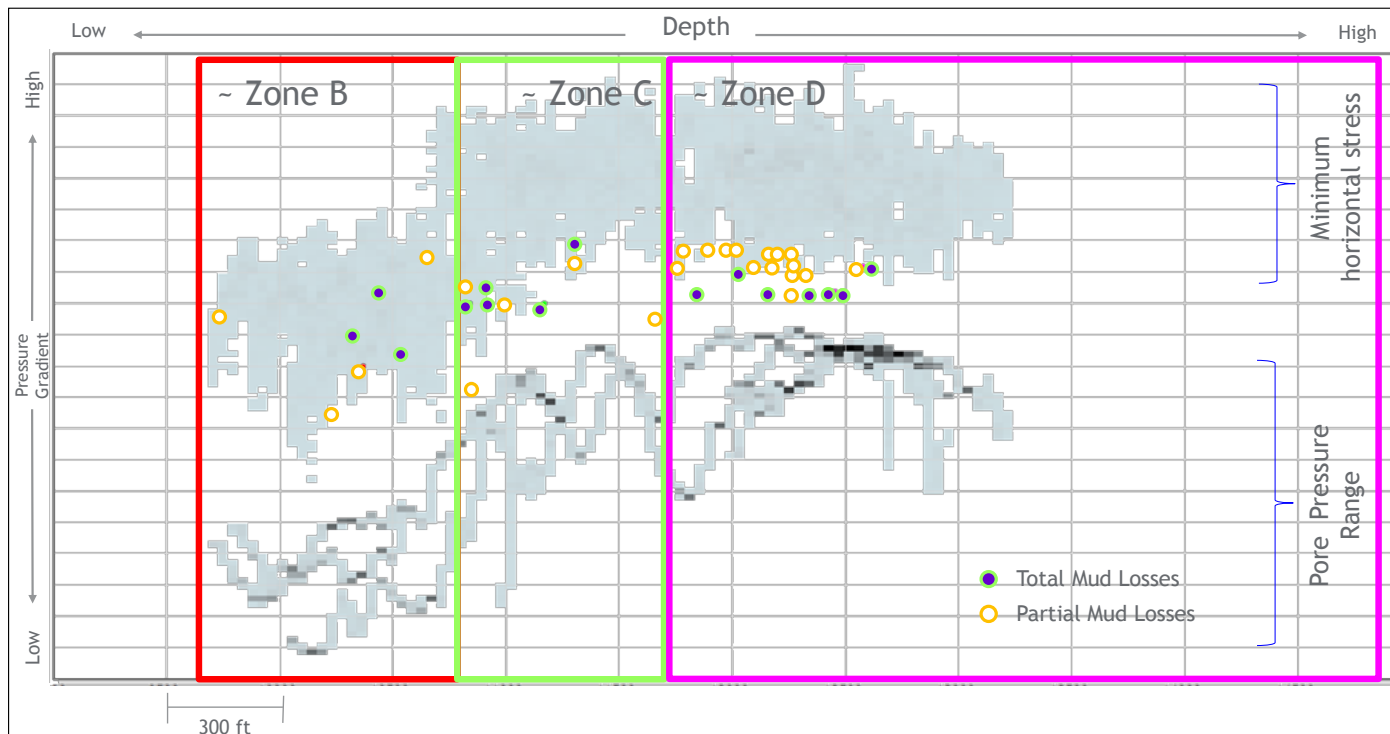 Depth
Low
High
High
Pressure
Gradient
Low
~ Zone B
~ Zone C
~ Zone D
Minimum
horizontal stress
Pore Pressure
Range
Total Mud Losses
Partial Mud Losses
300 ft